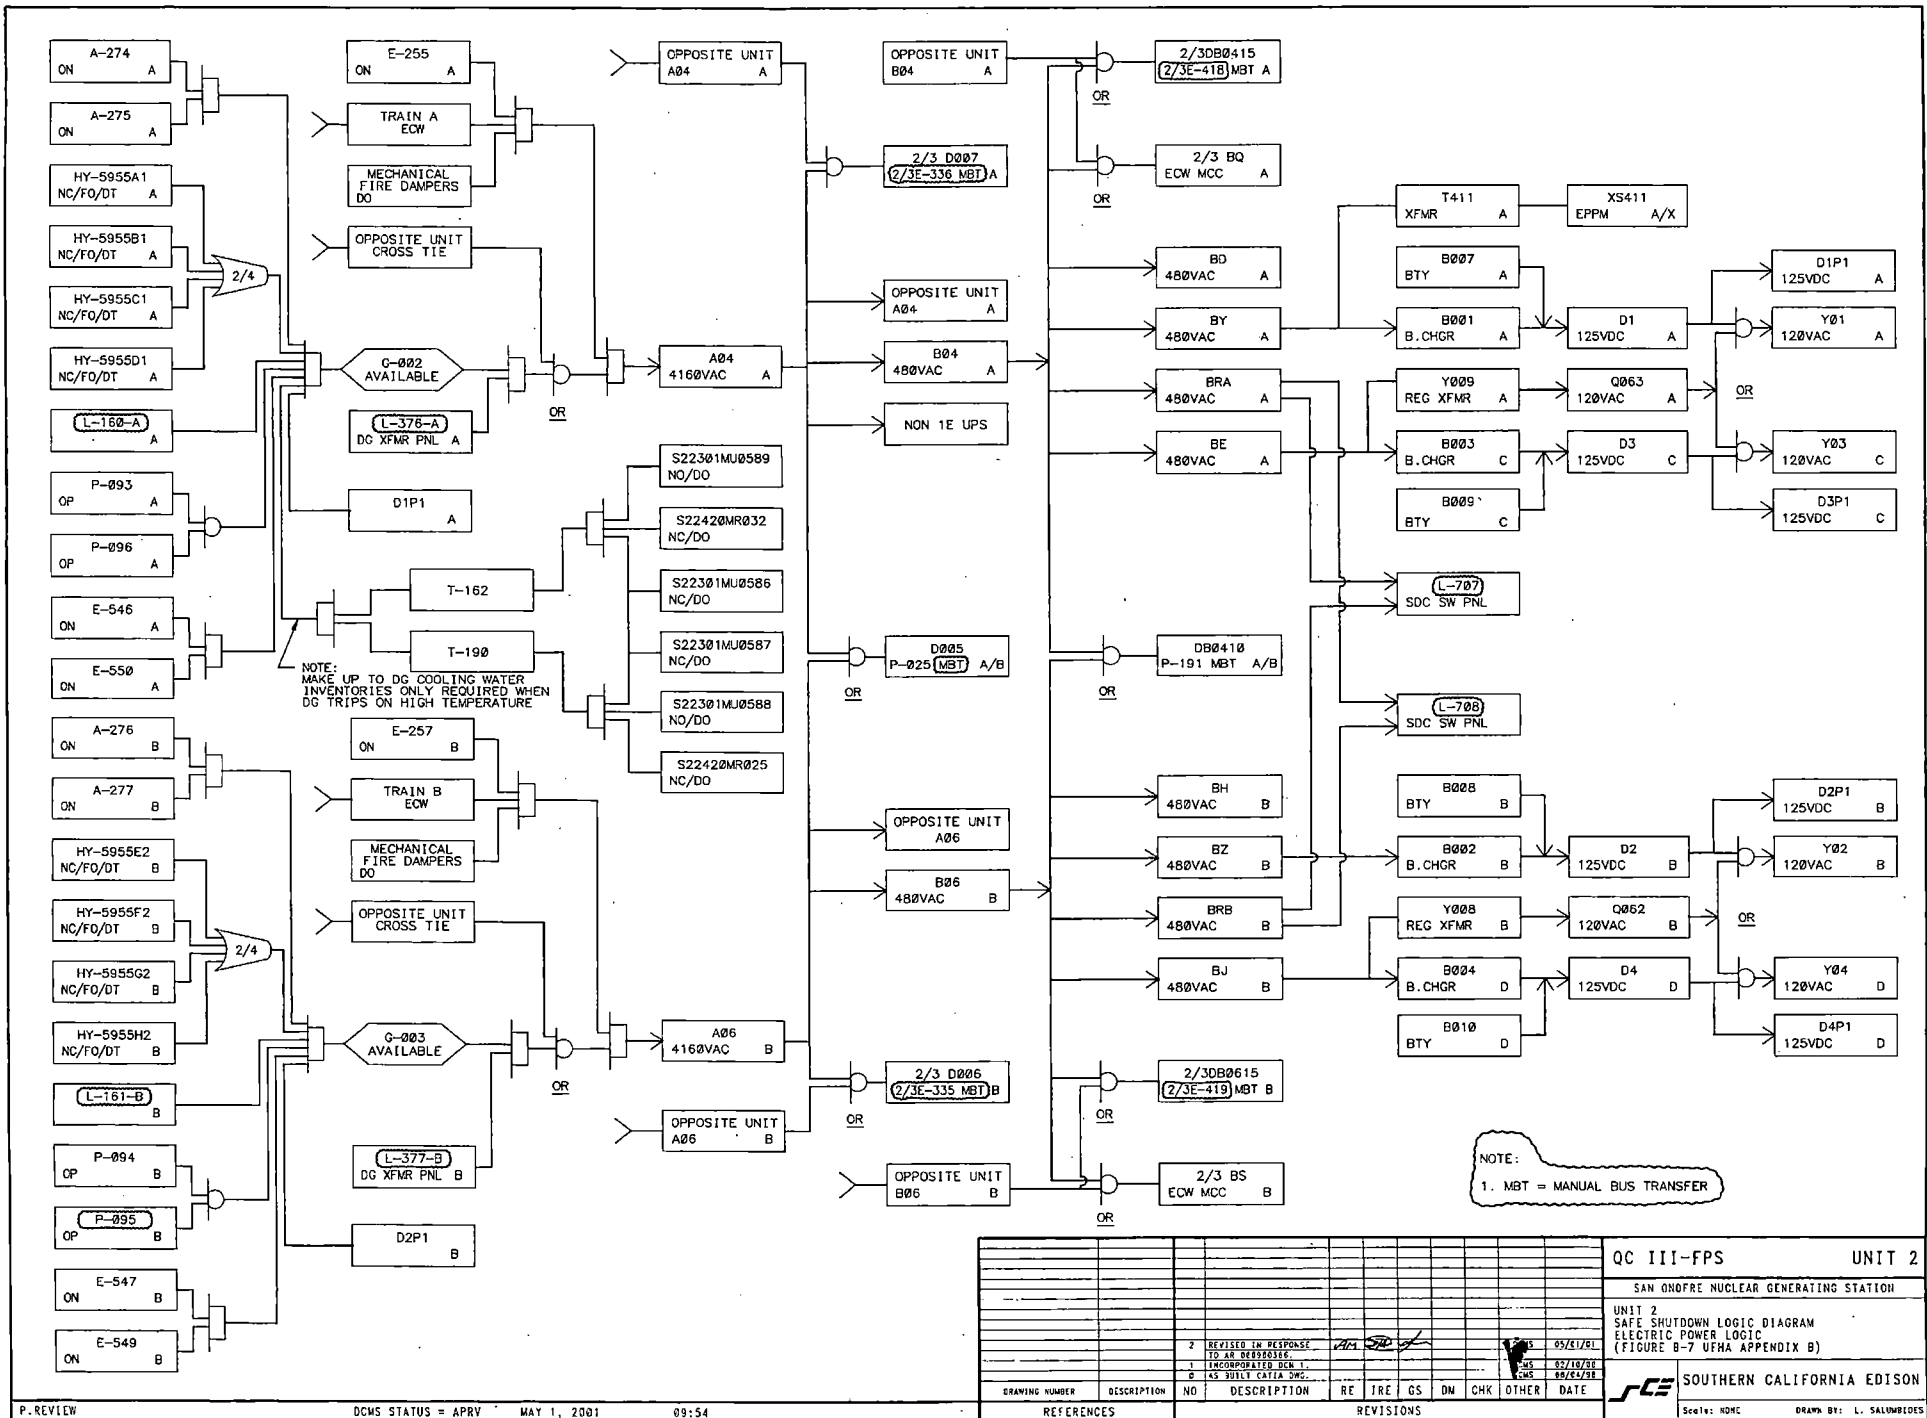 A-274
ON A
A-275
ON A
HY-5955A1
NC/FO/DT A
HY-5955B1
NC/FO/DT A
HY-5955C1
NC/FO/DT A
HY-5955D1
NC/FO/DT A
2/4
L-160-A
A
P-093
OP A
P-096
OP A
E-546
ON A
E-550
ON A
A-276
ON B
A-277
ON B
HY-5955E2
NC/FO/DT B
HY-5955F2
NC/FO/DT B
HY-5955G2
NC/FO/DT B
HY-5955H2
NC/FO/DT B
2/4
L-161-B
B
P-094
OP B
P-095
OP B
E-547
ON B
E-549
ON B
E-255
ON A
TRAIN A
ECW
MECHANICAL
FIRE DAMPERS
DO
OPPOSITE UNIT
CROSS TIE
G-002
AVAILABLE
L-376-A
DG XFMR PNL A
OR
D1P1
A
T-162
T-190
NOTE:
MAKE UP TO DG COOLING WATER
INVENTORIES ONLY REQUIRED WHEN
DG TRIPS ON HIGH TEMPERATURE
E-257
ON B
TRAIN B
ECW
MECHANICAL
FIRE DAMPERS
DO
OPPOSITE UNIT
CROSS TIE
G-003
AVAILABLE
OR
L-377-B
DG XFMR PNL B
D2P1
B
OPPOSITE UNIT
A04 A
A04
4160VAC A
S22301MU0589
NO/DO
S22420MR032
NC/DO
S22301MU0586
NC/DO
S22301MU0587
NC/DO
S22301MU0588
NO/DO
S22420MR025
NC/DO
A06
4160VAC B
OPPOSITE UNIT
A06 B
OPPOSITE UNIT
B04 A
2/3 D007
2/3E-336 MBT A
OPPOSITE UNIT
A04 A
B04
480VAC A
NON 1E UPS
D005
P-025 MBT A/B
OR
OPPOSITE UNIT
A06
B06
480VAC B
2/3 D006
2/3E-335 MBT B
OR
OPPOSITE UNIT
B06 B
2/3DB0415
2/3E-418 MBT A
OR
2/3 BQ
ECW MCC A
OR
BD
480VAC A
BY
480VAC A
BRA
480VAC A
BE
480VAC A
DB0410
P-191 MBT A/B
OR
BH
480VAC B
BZ
480VAC B
BRB
480VAC B
BJ
480VAC B
2/3DB0615
2/3E-419 MBT B
OR
2/3 BS
ECW MCC B
OR
T411
XFMR A
XS411
EPPM A/X
B007
BTY A
B001
B.CHGR A
D1
125VDC A
D1P1
125VDC A
Y01
120VAC A
Y009
REG XFMR A
Q063
120VAC A
OR
B003
B.CHGR C
D3
125VDC C
Y03
120VAC C
B009
BTY C
D3P1
125VDC C
L-707
SDC SW PNL
L-708
SDC SW PNL
B008
BTY B
D2P1
125VDC B
B002
B.CHGR B
D2
125VDC B
Y02
120VAC B
Y008
REG XFMR B
Q062
120VAC B
OR
B004
B.CHGR D
D4
125VDC D
Y04
120VAC D
B010
BTY D
D4P1
125VDC D
NOTE:
1. MBT = MANUAL BUS TRANSFER
2 REVISED IN RESPONSE 05/01/01
TO AR
1 INCORPORATED DCN 1.
0 AS BUILT CATIA DWG.
DRAWING NUMBER DESCRIPTION NO DESCRIPTION RE IRE GS DM CHK OTHER DATE
REFERENCES REVISIONS
QC III-FPS UNIT 2
SAN ONOFRE NUCLEAR GENERATING STATION
UNIT 2
SAFE SHUTDOWN LOGIC DIAGRAM
ELECTRIC POWER LOGIC
(FIGURE B-7 UFHA APPENDIX B)
SCE SOUTHERN CALIFORNIA EDISON
Scale: NONE DRAWN BY: L. SALUMBIDES
P.REVIEW DCMS STATUS = APRV MAY 1, 2001 09:54